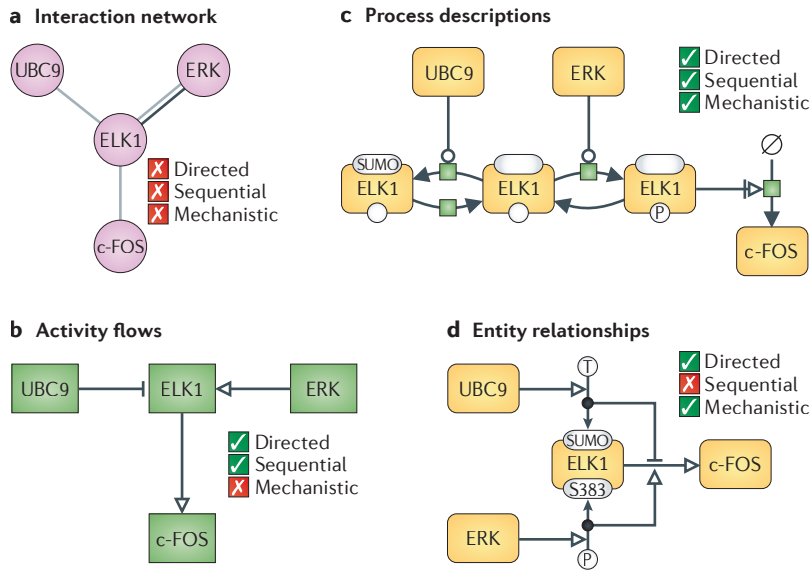 a Interaction network
UBC9
ERK
ELK1
c-FOS
✗ Directed
✗ Sequential
✗ Mechanistic
b Activity flows
UBC9
ELK1
ERK
c-FOS
✓ Directed
✓ Sequential
✗ Mechanistic
c Process descriptions
UBC9
ERK
✓ Directed
✓ Sequential
✓ Mechanistic
SUMO
ELK1
ELK1
ELK1
P
∅
c-FOS
d Entity relationships
UBC9
T
SUMO
ELK1
S383
c-FOS
ERK
P
✓ Directed
✗ Sequential
✓ Mechanistic